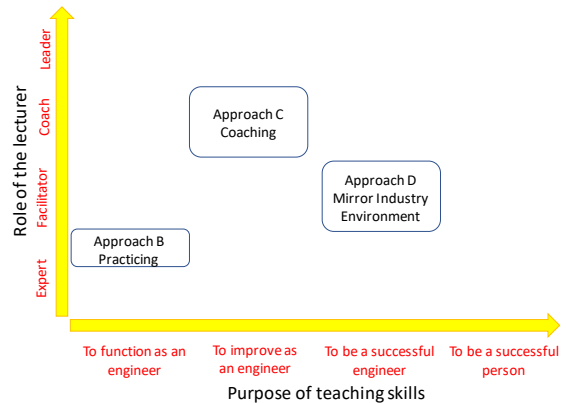 Role of the lecturer
Leader
Coach
Facilitator
Expert
Approach C
Coaching
Approach D
Mirror Industry
Environment
Approach B
Practicing
To function as an
engineer
To improve as
an engineer
To be a successful
engineer
To be a successful
person
Purpose of teaching skills